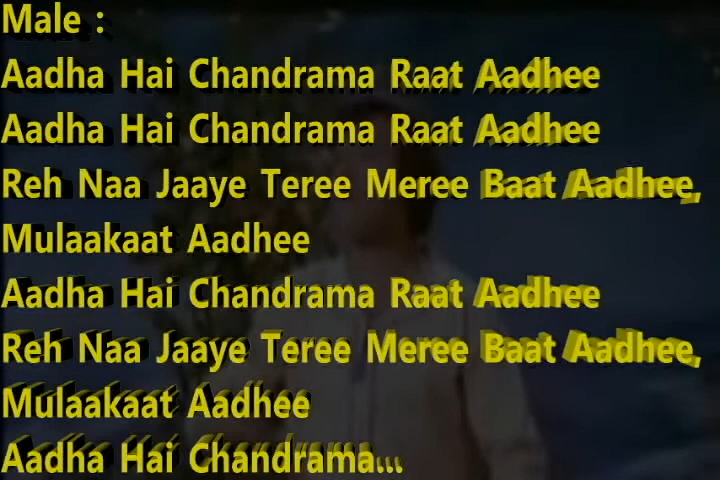 Male :
Aadha Hai Chandrama Raat Aadhee
Aadha Hai Chandrama Raat Aadhee
Reh Naa Jaaye Teree Meree Baat Aadhee,
Mulaakaat Aadhee
Aadha Hai Chandrama Raat Aadhee
Reh Naa Jaaye Teree Meree Baat Aadhee,
Mulaakaat Aadhee
Aadha Hai Chandrama...